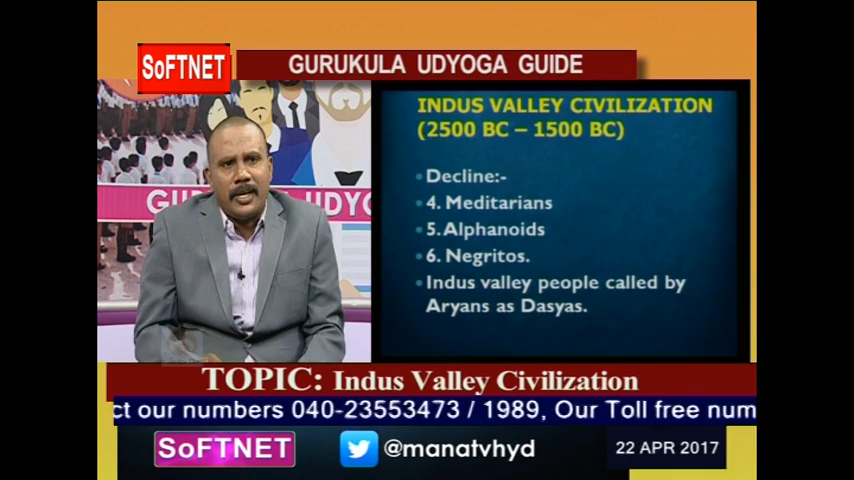 SoFTNET
GURUKULA UDYOGA GUIDE
INDUS VALLEY CIVILIZATION
(2500 BC – 1500 BC)
• Decline:-
• 4. Meditarians
• 5. Alphanoids
• 6. Negritos.
• Indus valley people called by
Aryans as Dasyas.
GU UDYO
TOPIC: Indus Valley Civilization
ct our numbers 040-23553473 / 1989, Our Toll free num
SoFTNET
@manatvhyd
22 APR 2017